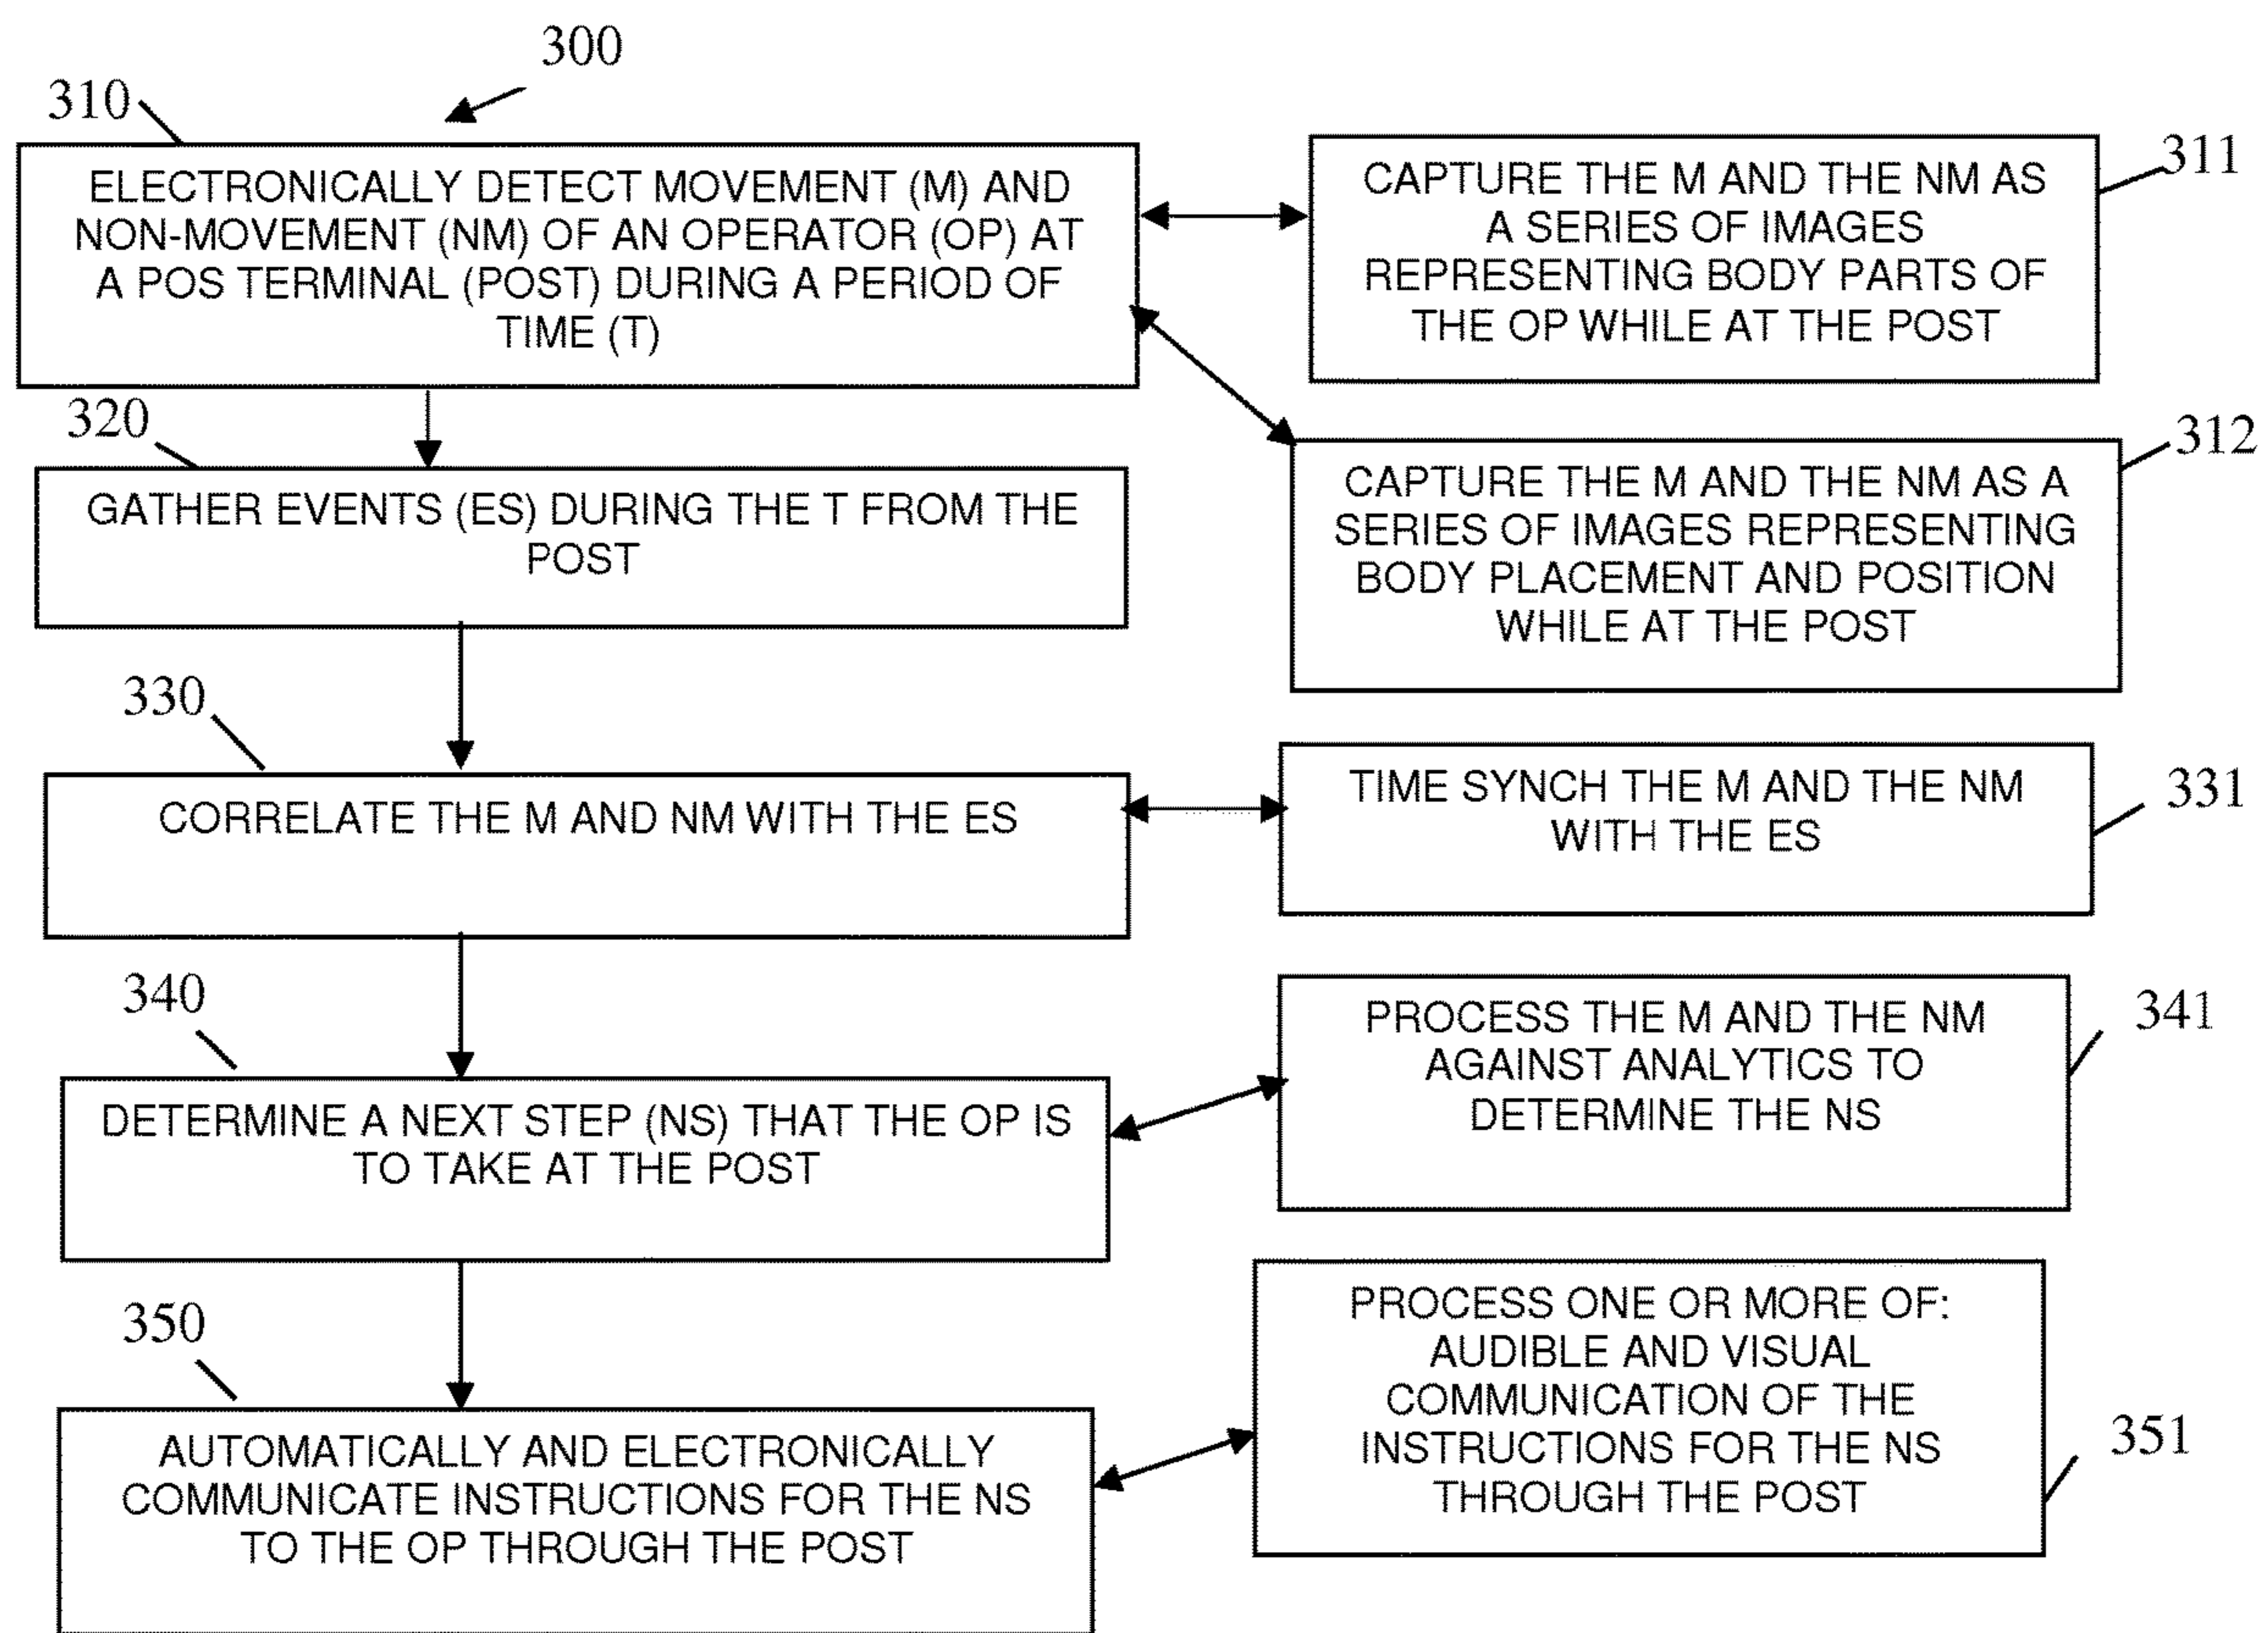 300
310
ELECTRONICALLY DETECT MOVEMENT (M) AND
NON-MOVEMENT (NM) OF AN OPERATOR (OP) AT
A POS TERMINAL (POST) DURING A PERIOD OF
TIME (T)
311
CAPTURE THE M AND THE NM AS
A SERIES OF IMAGES
REPRESENTING BODY PARTS OF
THE OP WHILE AT THE POST
312
CAPTURE THE M AND THE NM AS A
SERIES OF IMAGES REPRESENTING
BODY PLACEMENT AND POSITION
WHILE AT THE POST
320
GATHER EVENTS (ES) DURING THE T FROM THE
POST
330
CORRELATE THE M AND NM WITH THE ES
331
TIME SYNCH THE M AND THE NM
WITH THE ES
340
DETERMINE A NEXT STEP (NS) THAT THE OP IS
TO TAKE AT THE POST
341
PROCESS THE M AND THE NM
AGAINST ANALYTICS TO
DETERMINE THE NS
350
AUTOMATICALLY AND ELECTRONICALLY
COMMUNICATE INSTRUCTIONS FOR THE NS
TO THE OP THROUGH THE POST
351
PROCESS ONE OR MORE OF:
AUDIBLE AND VISUAL
COMMUNICATION OF THE
INSTRUCTIONS FOR THE NS
THROUGH THE POST